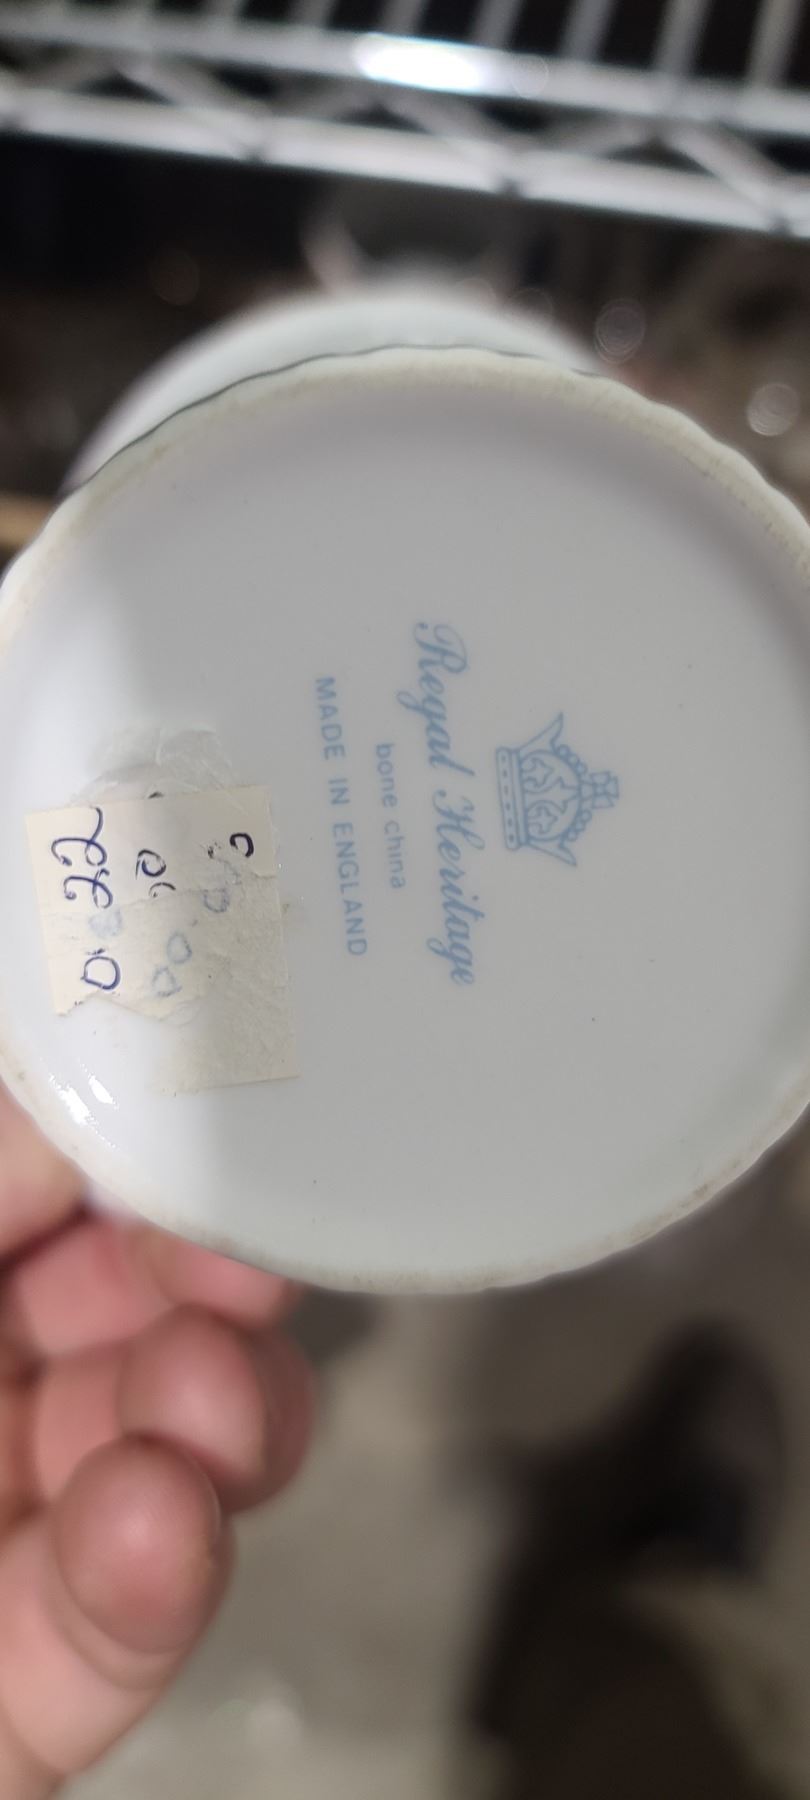 Regal Heritage
bone china
MADE IN ENGLAND